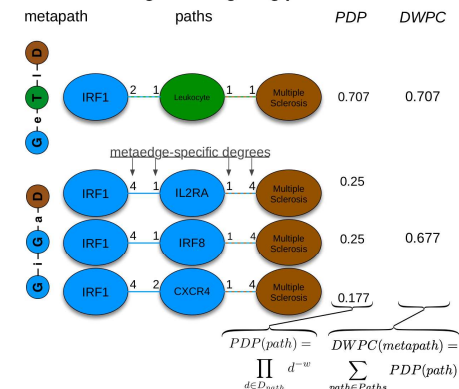 metapath paths PDP DWPC
G e T l D
IRF1 2 1 Leukocyte 1 1 Multiple Sclerosis 0.707 0.707
metaedge-specific degrees
G i G a D
IRF1 4 1 IL2RA 1 4 Multiple Sclerosis 0.25
IRF1 4 1 IRF8 1 4 Multiple Sclerosis 0.25 0.677
IRF1 4 2 CXCR4 1 4 Multiple Sclerosis 0.177
PDP(path) = DWPC(metapath) =
∏ d^{-w} ∑ PDP(path)
d∈D_{path} path∈Paths